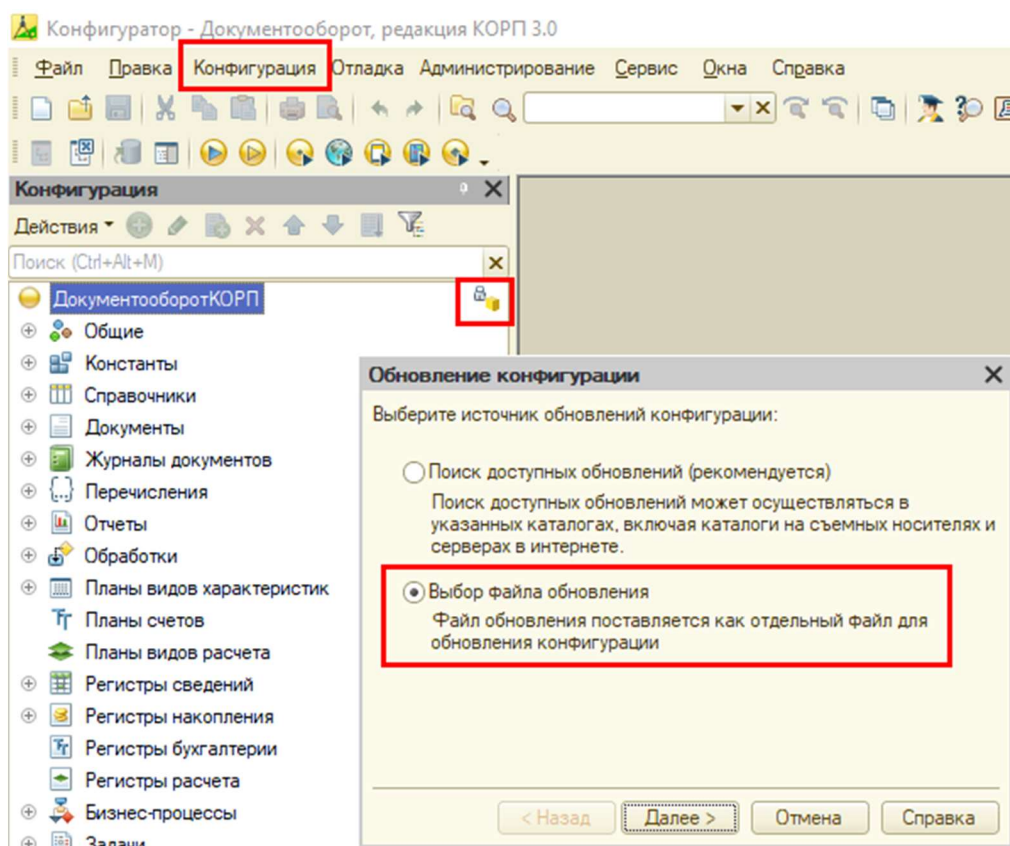 Конфигуратор - Документооборот, редакция КОРП 3.0
Файл Правка Конфигурация Отладка Администрирование Сервис Окна Справка
Конфигурация
Действия
Поиск (Ctrl+Alt+M)
ДокументооборотКОРП
Общие
Константы
Справочники
Документы
Журналы документов
Перечисления
Отчеты
Обработки
Планы видов характеристик
Планы счетов
Планы видов расчета
Регистры сведений
Регистры накопления
Регистры бухгалтерии
Регистры расчета
Бизнес-процессы
Задачи
Обновление конфигурации
Выберите источник обновлений конфигурации:
Поиск доступных обновлений (рекомендуется)
Поиск доступных обновлений может осуществляться в
указанных каталогах, включая каталоги на съемных носителях и
серверах в интернете.
Выбор файла обновления
Файл обновления поставляется как отдельный файл для
обновления конфигурации
< Назад Далее > Отмена Справка